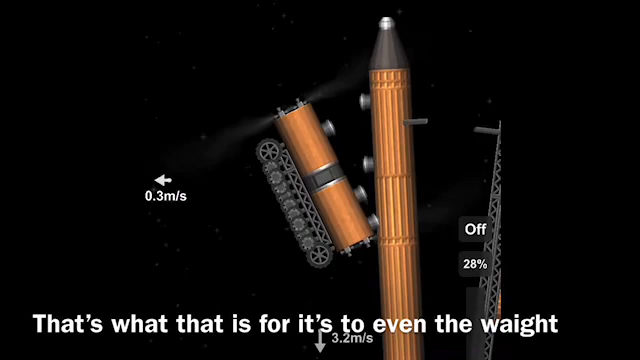 0.3m/s
Off
28%
That's what that is for it's to even the waight
3.2m/s